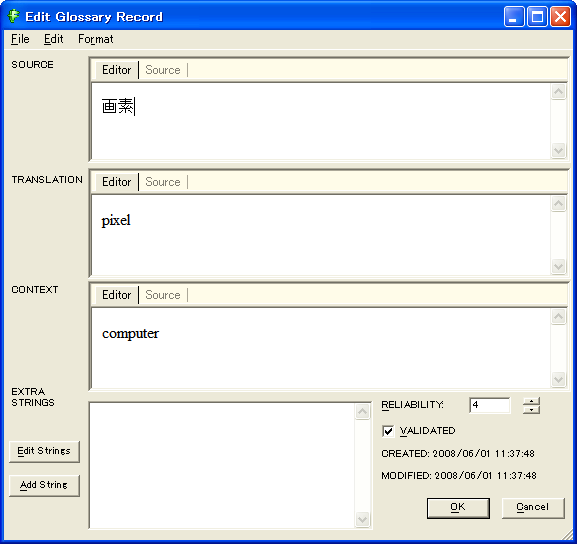 Edit Glossary Record
File Edit Format
SOURCE
Editor Source
画素
TRANSLATION
Editor Source
pixel
CONTEXT
Editor Source
computer
EXTRA
STRINGS
Edit Strings
Add String
RELIABILITY: 4
VALIDATED
CREATED: 2008/06/01 11:37:48
MODIFIED: 2008/06/01 11:37:48
OK Cancel